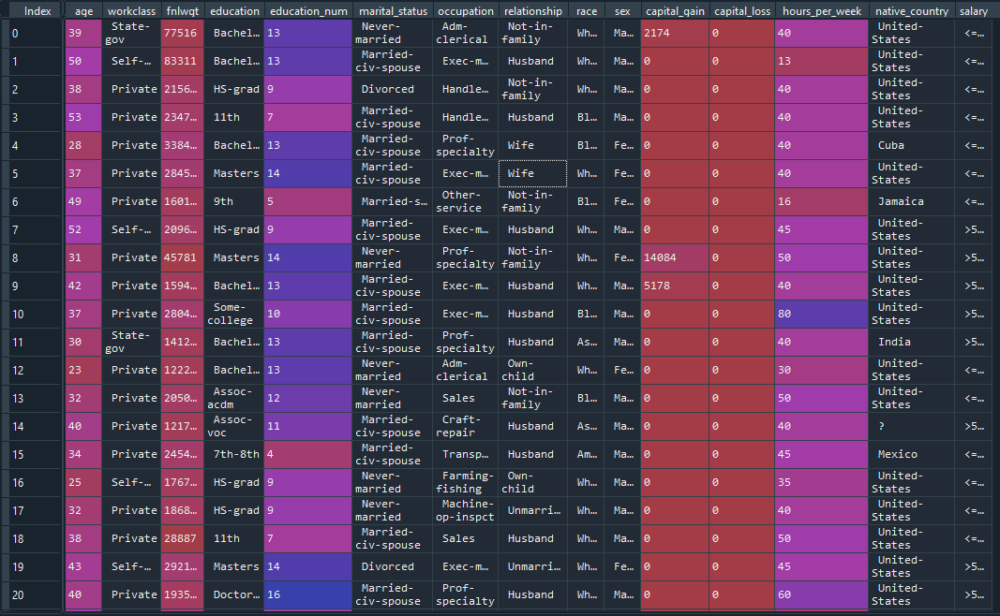 Index age workclass fnlwgt education education_num marital_status occupation relationship race sex capital_gain capital_loss hours_per_week native_country salary
0 39 State-gov 77516 Bachel… 13 Never-married Adm-clerical Not-in-family Wh… Ma… 2174 0 40 United-States <=…
1 50 Self-… 83311 Bachel… 13 Married-civ-spouse Exec-m… Husband Wh… Ma… 0 0 13 United-States <=…
2 38 Private 2156… HS-grad 9 Divorced Handle… Not-in-family Wh… Ma… 0 0 40 United-States <=…
3 53 Private 2347… 11th 7 Married-civ-spouse Handle… Husband Bl… Ma… 0 0 40 United-States <=…
4 28 Private 3384… Bachel… 13 Married-civ-spouse Prof-specialty Wife Bl… Fe… 0 0 40 Cuba <=…
5 37 Private 2845… Masters 14 Married-civ-spouse Exec-m… Wife Wh… Fe… 0 0 40 United-States <=…
6 49 Private 1601… 9th 5 Married-s… Other-service Not-in-family Bl… Fe… 0 0 16 Jamaica <=…
7 52 Self-… 2096… HS-grad 9 Married-civ-spouse Exec-m… Husband Wh… Ma… 0 0 45 United-States >5…
8 31 Private 45781 Masters 14 Never-married Prof-specialty Not-in-family Wh… Fe… 14084 0 50 United-States >5…
9 42 Private 1594… Bachel… 13 Married-civ-spouse Exec-m… Husband Wh… Ma… 5178 0 40 United-States >5…
10 37 Private 2804… Some-college 10 Married-civ-spouse Exec-m… Husband Bl… Ma… 0 0 80 United-States >5…
11 30 State-gov 1412… Bachel… 13 Married-civ-spouse Prof-specialty Husband As… Ma… 0 0 40 India >5…
12 23 Private 1222… Bachel… 13 Never-married Adm-clerical Own-child Wh… Fe… 0 0 30 United-States <=…
13 32 Private 2050… Assoc-acdm 12 Never-married Sales Not-in-family Bl… Ma… 0 0 50 United-States <=…
14 40 Private 1217… Assoc-voc 11 Married-civ-spouse Craft-repair Husband As… Ma… 0 0 40 ? >5…
15 34 Private 2454… 7th-8th 4 Married-civ-spouse Transp… Husband Am… Ma… 0 0 45 Mexico <=…
16 25 Self-… 1767… HS-grad 9 Never-married Farming-fishing Own-child Wh… Ma… 0 0 35 United-States <=…
17 32 Private 1868… HS-grad 9 Never-married Machine-op-inspct Unmarri… Wh… Ma… 0 0 40 United-States <=…
18 38 Private 28887 11th 7 Married-civ-spouse Sales Husband Wh… Ma… 0 0 50 United-States <=…
19 43 Self-… 2921… Masters 14 Divorced Exec-m… Unmarri… Wh… Fe… 0 0 45 United-States >5…
20 40 Private 1935… Doctor… 16 Married-civ-spouse Prof-specialty Husband Wh… Ma… 0 0 60 United-States >5…